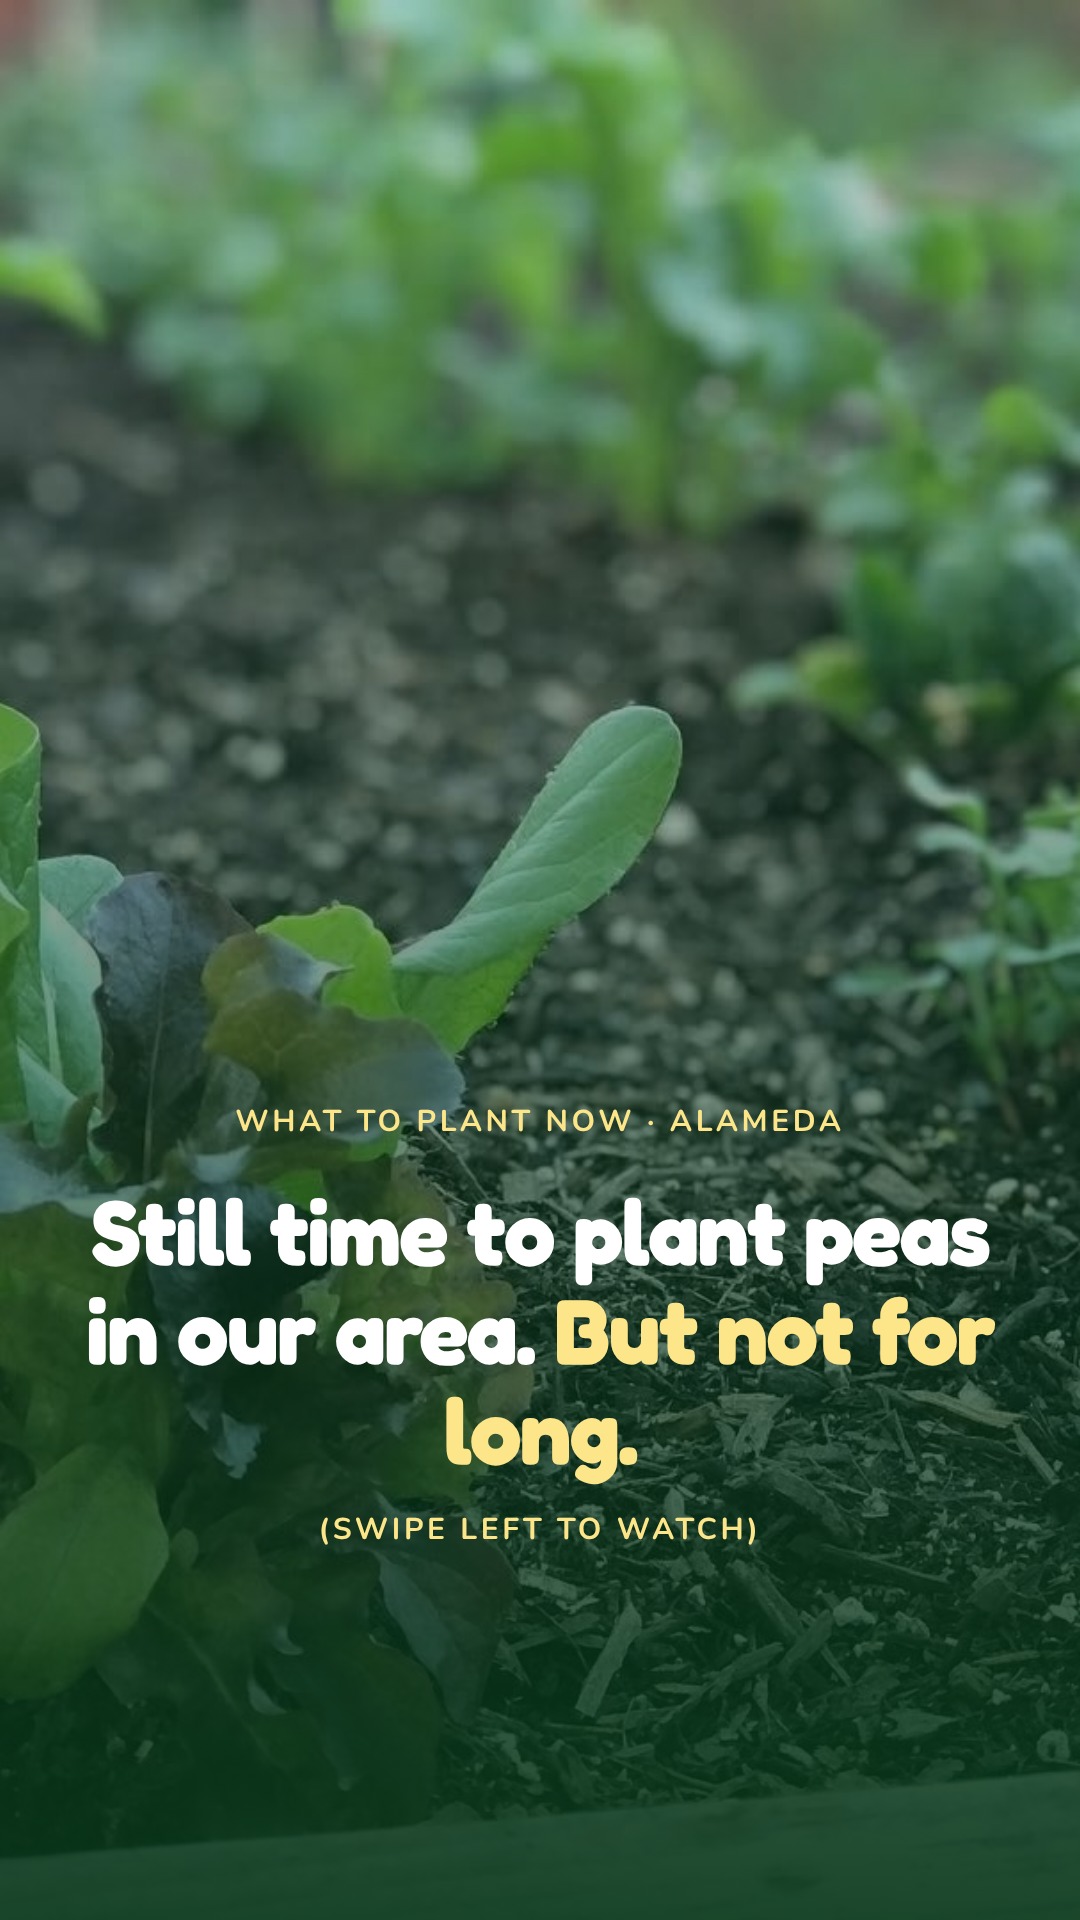 WHAT TO PLANT NOW · ALAMEDA
Still time to plant peas
in our area. But not for
long.
(SWIPE LEFT TO WATCH)